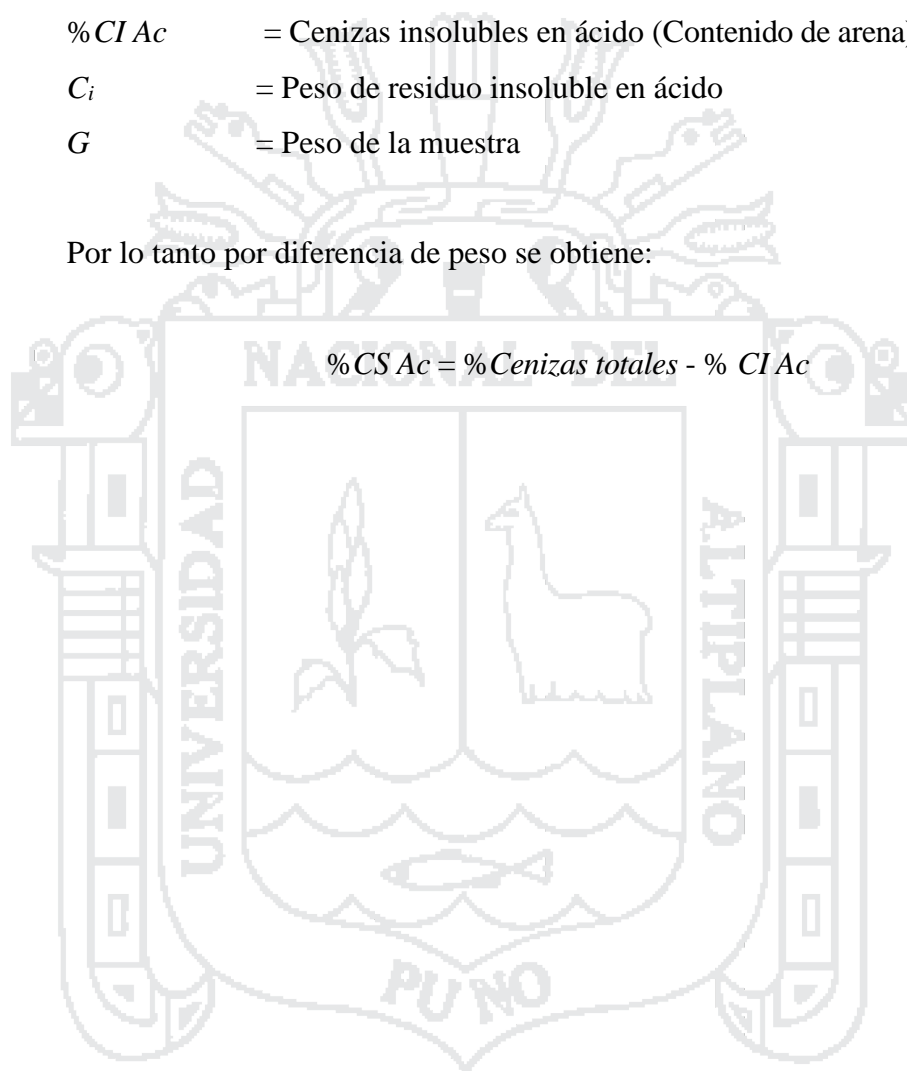 %CI Ac = Cenizas insolubles en ácido (Contenido de arena)
Ci = Peso de residuo insoluble en ácido
G = Peso de la muestra
Por lo tanto por diferencia de peso se obtiene:
%CS Ac = %Cenizas totales - % CI Ac
NACIONAL DEL
UNIVERSIDAD
ALTIPLANO
PUNO